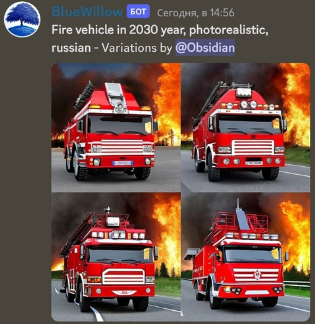 BlueWillow БОТ Сегодня, в 14:56
Fire vehicle in 2030 year, photorealistic,
russian - Variations by @Obsidian